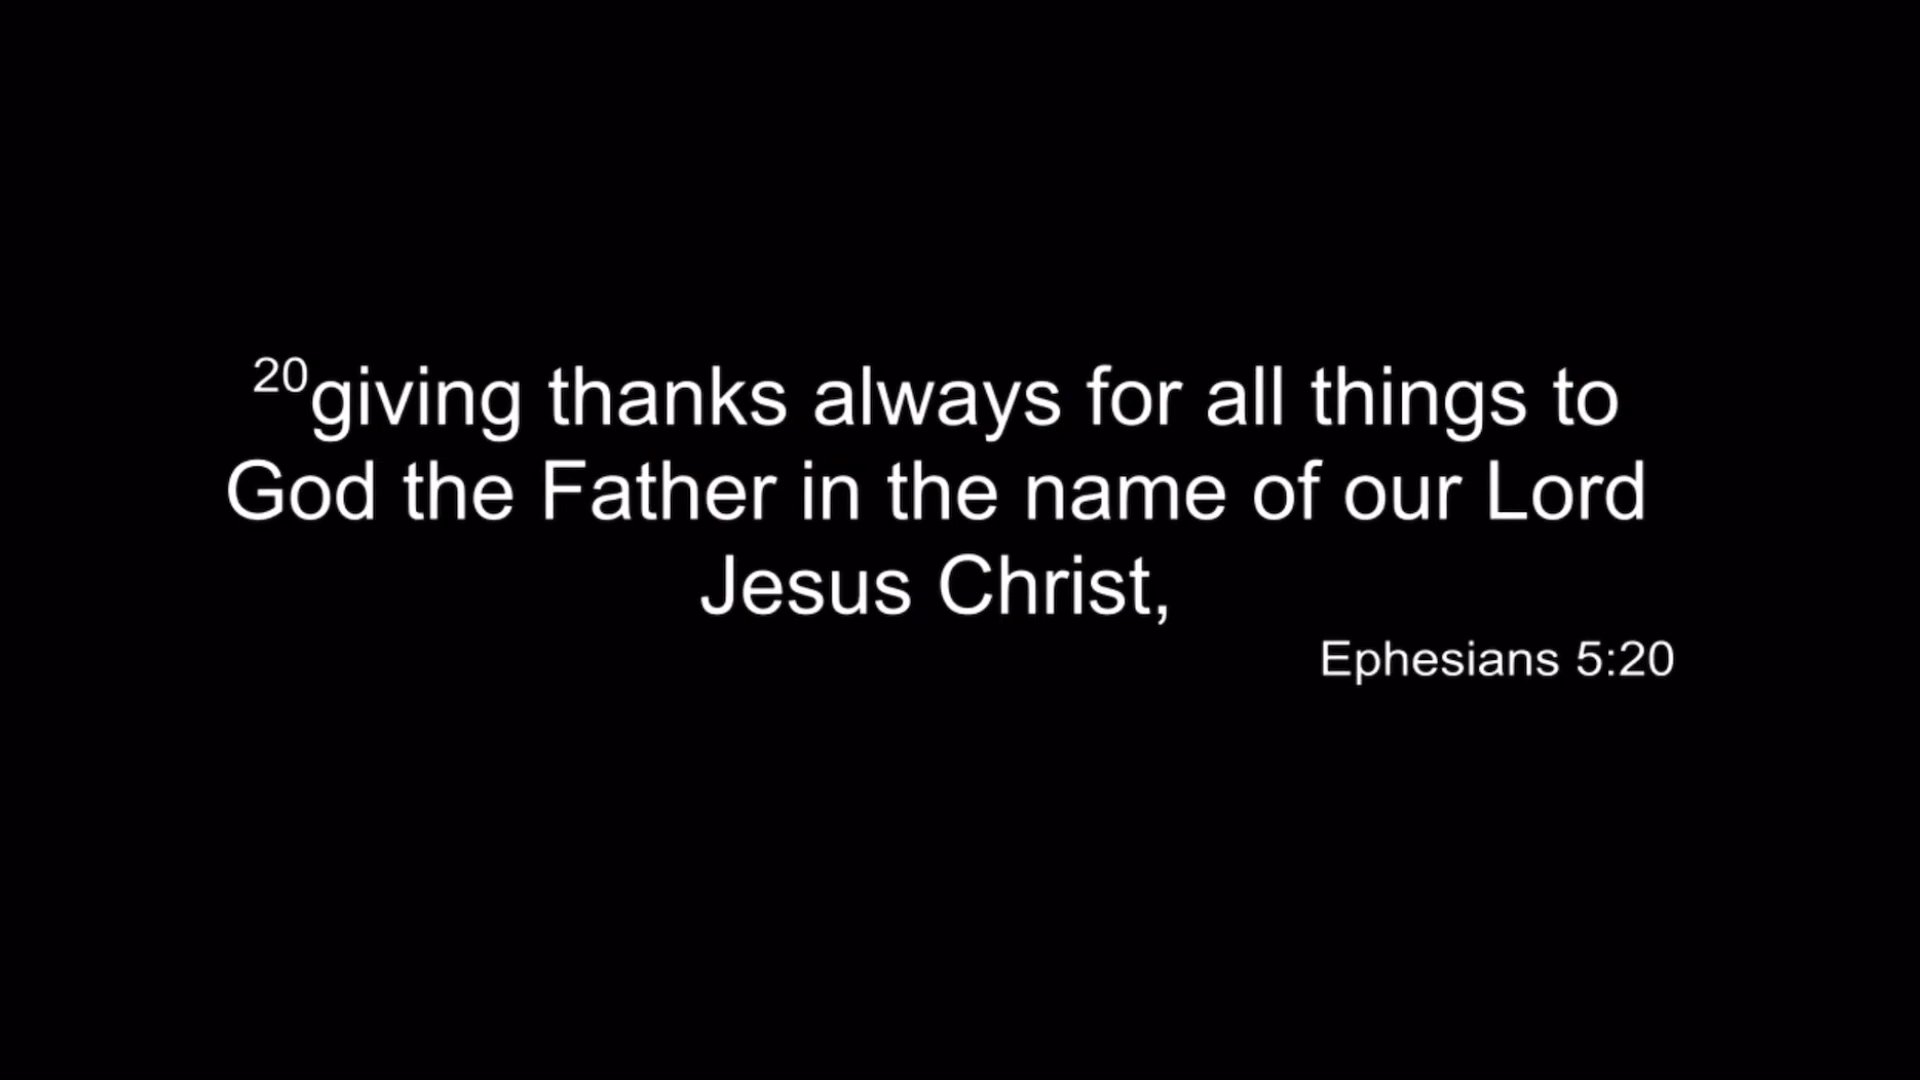 20giving thanks always for all things to
God the Father in the name of our Lord
Jesus Christ,
Ephesians 5:20